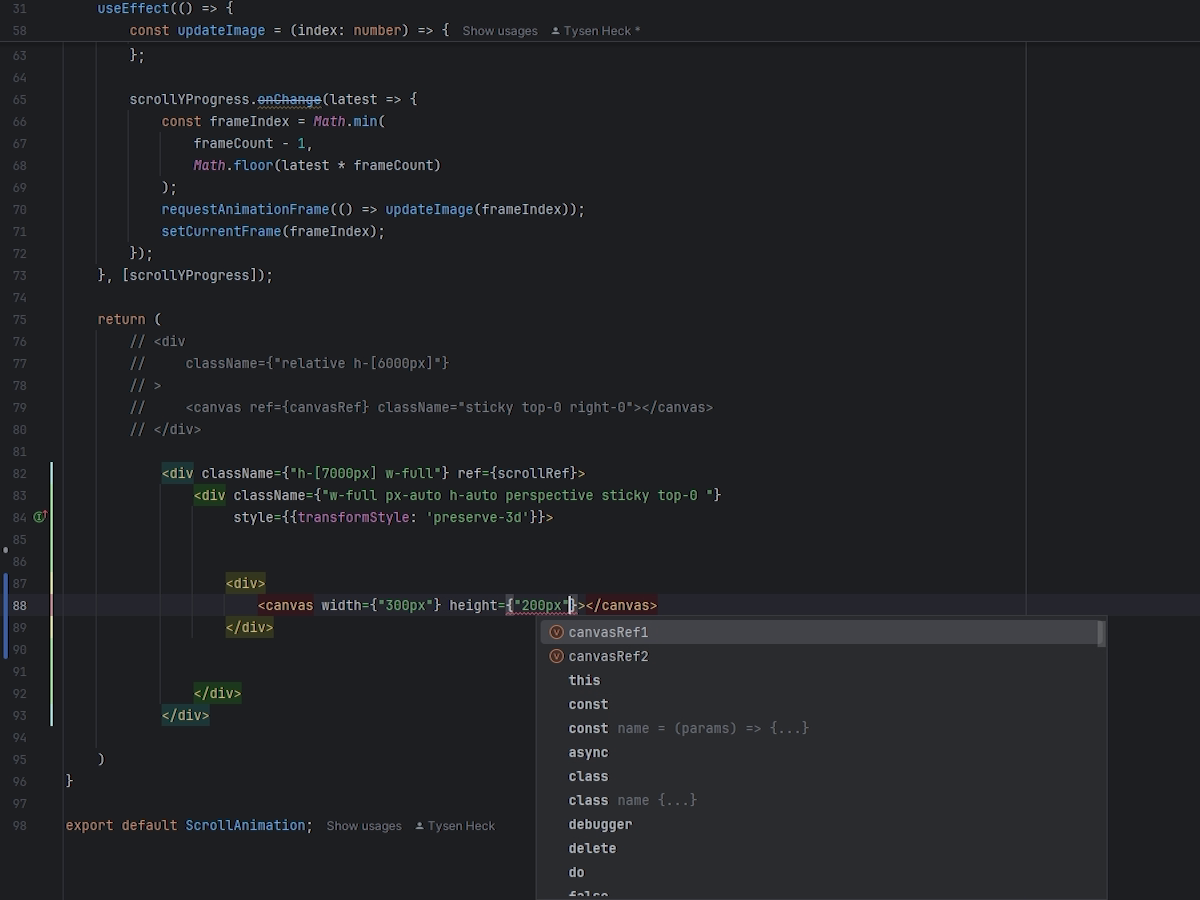 31 useEffect(() => {
58 const updateImage = (index: number) => { Show usages Tysen Heck *
63 };
64
65 scrollYProgress.onChange(latest => {
66 const frameIndex = Math.min(
67 frameCount - 1,
68 Math.floor(latest * frameCount)
69 );
70 requestAnimationFrame(() => updateImage(frameIndex));
71 setCurrentFrame(frameIndex);
72 });
73 }, [scrollYProgress]);
74
75 return (
76 // <div
77 // className={"relative h-[6000px]"}
78 // >
79 // <canvas ref={canvasRef} className="sticky top-0 right-0"></canvas>
80 // </div>
81
82 <div className={"h-[7000px] w-full"} ref={scrollRef}>
83 <div className={"w-full px-auto h-auto perspective sticky top-0 "}
84 style={{transformStyle: 'preserve-3d'}}>
85
86
87 <div>
88 <canvas width={"300px"} height={"200px"}></canvas>
89 </div>
90
91
92 </div>
93 </div>
94
95 )
96 }
97
98 export default ScrollAnimation; Show usages Tysen Heck
canvasRef1
canvasRef2
this
const
const name = (params) => {...}
async
class
class name {...}
debugger
delete
do
false